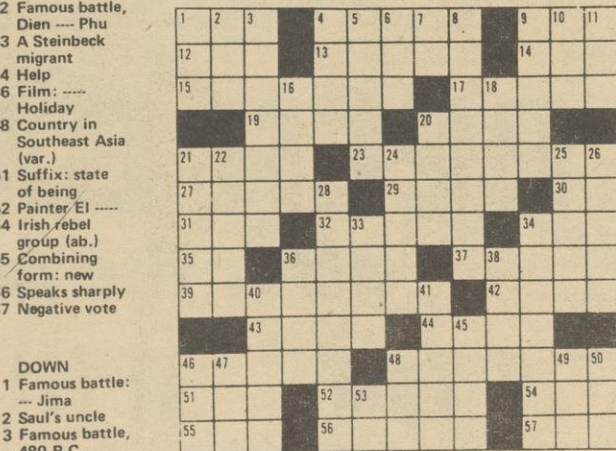 2 Famous battle,
Dien ---- Phu
3 A Steinbeck
migrant
4 Help
6 Film: -----
Holiday
8 Country in
Southeast Asia
(var.)
1 Suffix: state
of being
2 Painter El -----
4 Irish rebel
group (ab.)
5 Combining
form: new
6 Speaks sharply
7 Negative vote
DOWN
1 Famous battle:
--- Jima
2 Saul's uncle
3 Famous battle,
480 B.C.
1 2 3 4 5 6 7 8 9 10 11
12 13 14
15 16 17 18
19 20
21 22 23 24 25 26
27 28 29 30
31 32 33 34
35 36 37 38
39 40 41 42
43 44 45
46 47 48 49 50
51 52 53 54
55 56 57